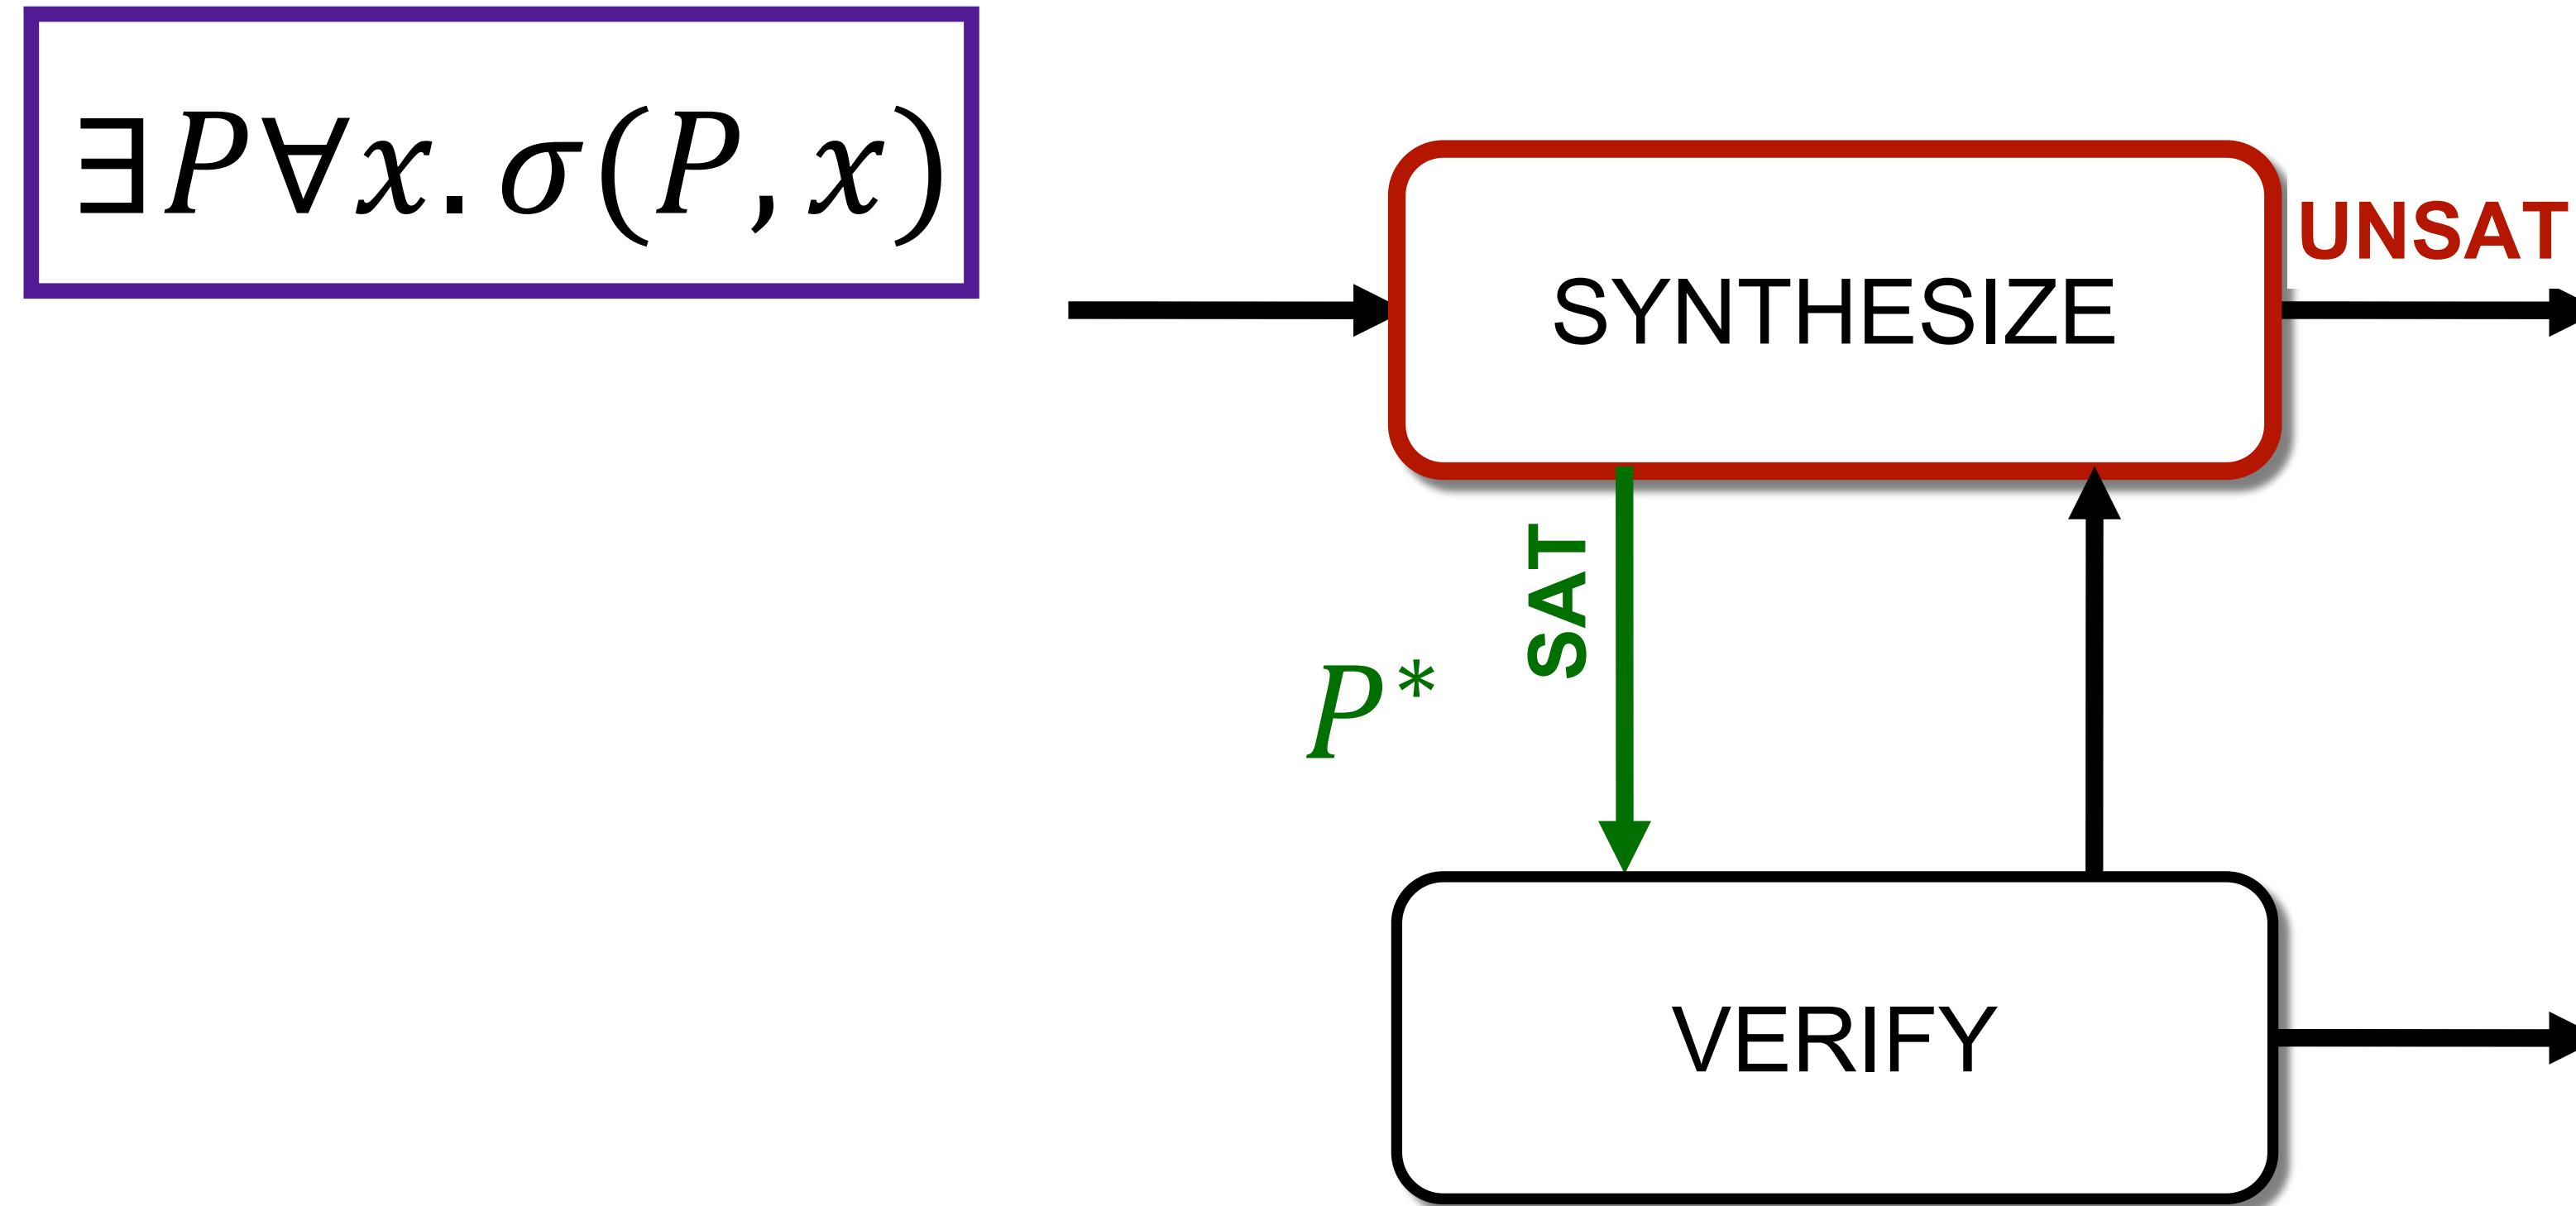 ∃P∀x. σ(P, x)
UNSAT
SYNTHESIZE
SAT
P*
VERIFY